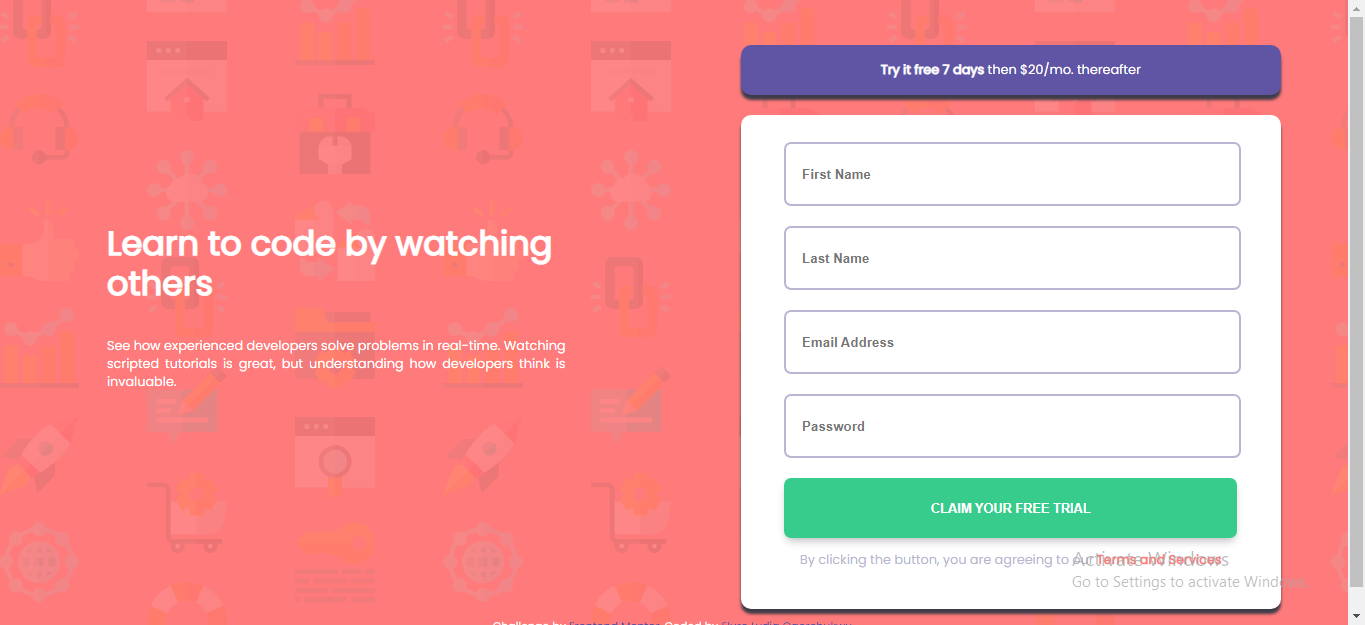 Try it free 7 days then $20/mo. thereafter
Learn to code by watching
others
See how experienced developers solve problems in real-time. Watching
scripted tutorials is great, but understanding how developers think is
invaluable.
First Name
Last Name
Email Address
Password
CLAIM YOUR FREE TRIAL
By clicking the button, you are agreeing to our Terms and Services
Activate Windows
Go to Settings to activate Windows.
Challenge by Frontend Mentor. Coded by